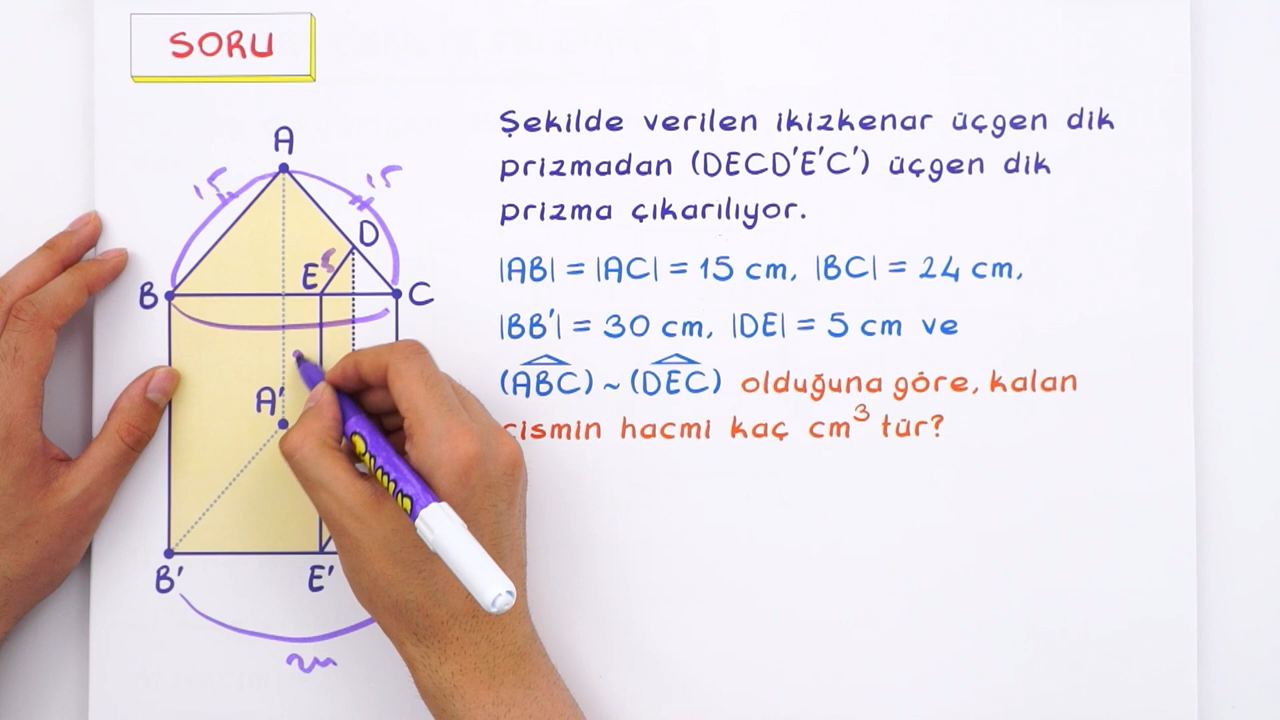 SORU
Şekilde verilen ikizkenar üçgen dik
prizmadan (DECD'E'C') üçgen dik
prizma çıkarılıyor.
|AB| = |AC| = 15 cm, |BC| = 24 cm,
|BB'| = 30 cm, |DE| = 5 cm ve
(ABC) ~ (DEC) olduğuna göre, kalan
cismin hacmi kaç cm³ tür?
A
15
15
D
E
5
B
C
A'
B'
E'
24